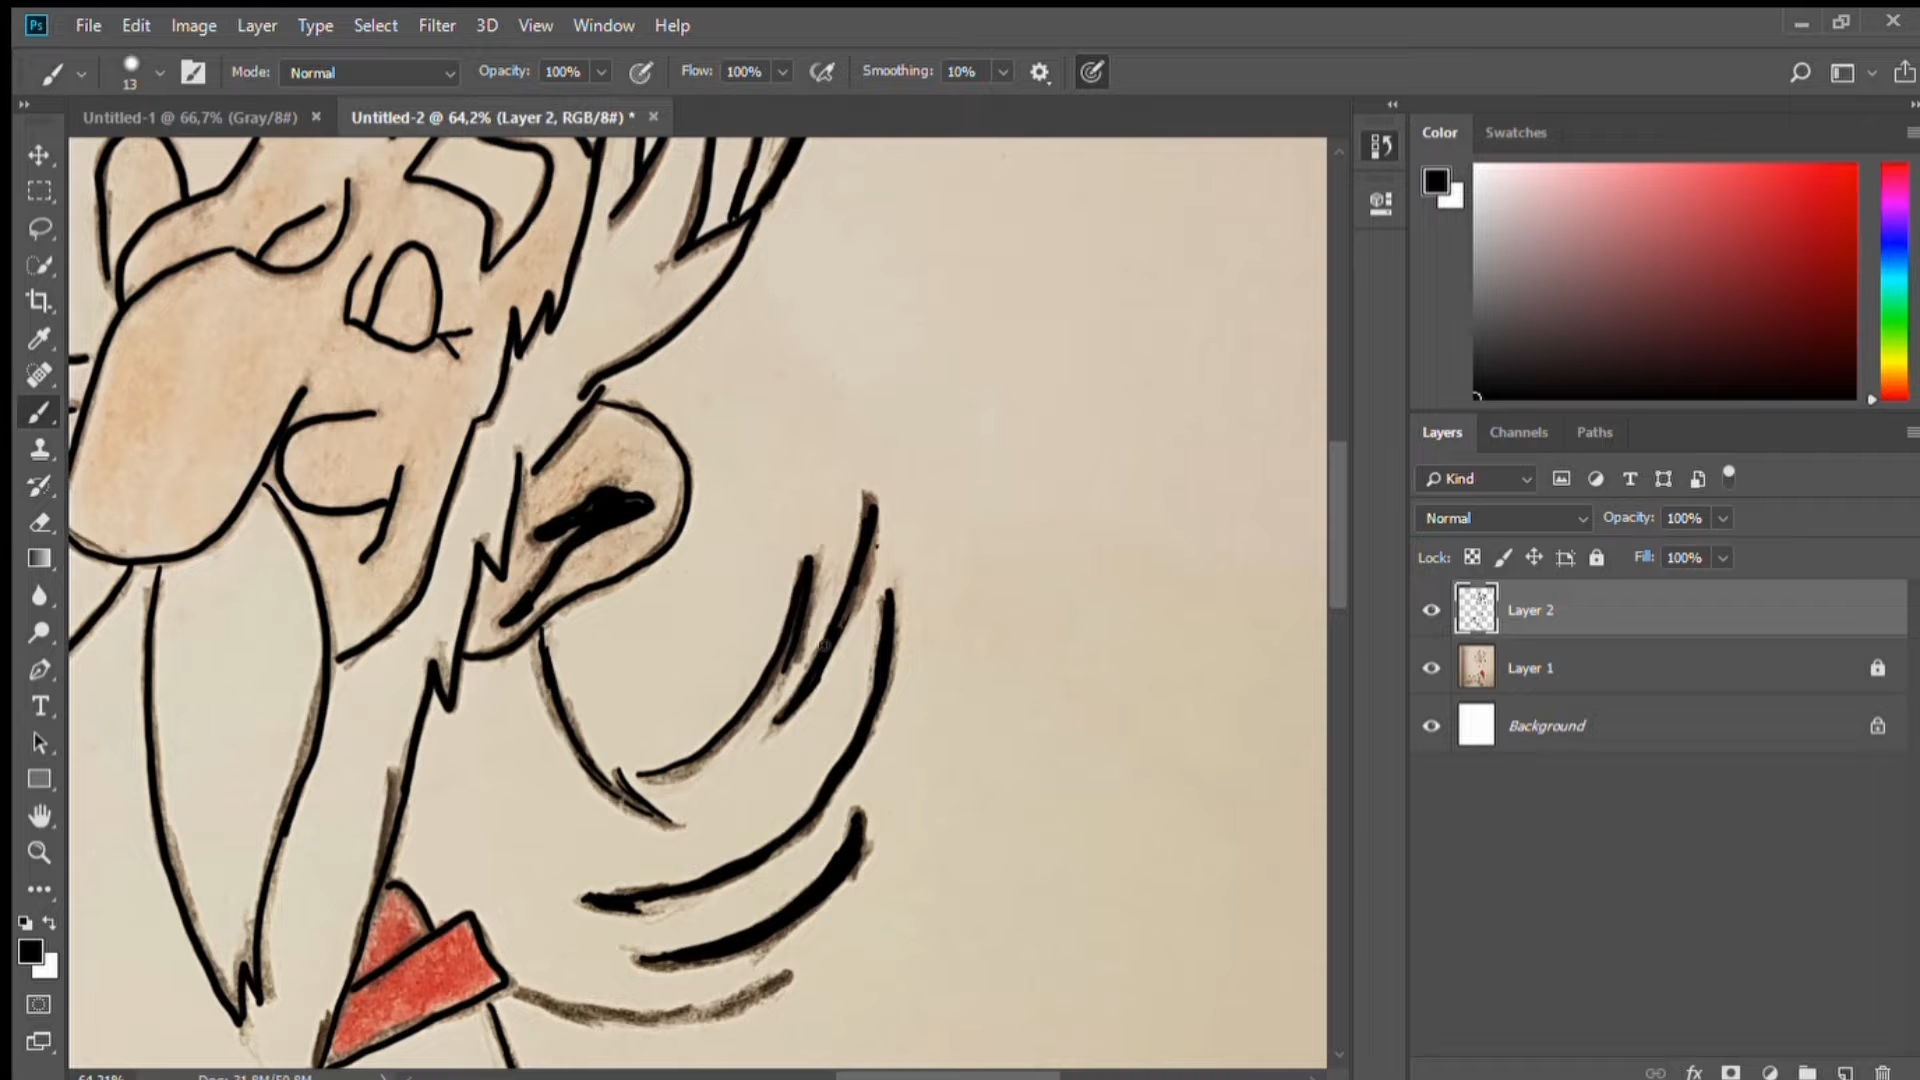 Ps File Edit Image Layer Type Select Filter 3D View Window Help
13 Mode: Normal Opacity: 100% Flow: 100% Smoothing: 10%
Untitled-1 @ 66,7% (Gray/8#) × Untitled-2 @ 64,2% (Layer 2, RGB/8#) * ×
Color Swatches
Layers Channels Paths
Kind
Normal Opacity: 100%
Lock: Fill: 100%
Layer 2
Layer 1
Background